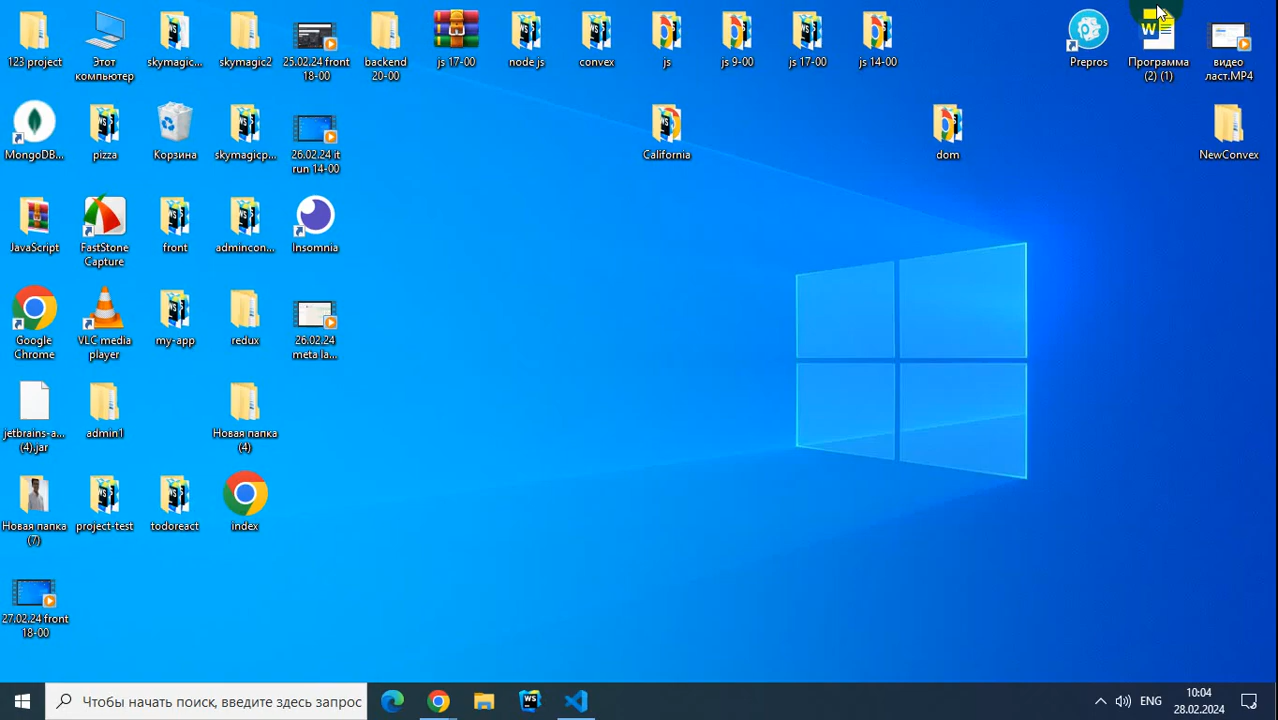 123 project
Этот
компьютер
skymagic...
skymagic2
25.02.24 front
18-00
backend
20-00
js 17-00
node js
convex
js
js 9-00
js 17-00
js 14-00
Prepros
Программа
(2) (1)
видео
ласт.MP4
MongoDB...
pizza
Корзина
skymagicp...
26.02.24 it
run 14-00
California
dom
NewConvex
JavaScript
FastStone
Capture
front
admincon...
Insomnia
Google
Chrome
VLC media
player
my-app
redux
26.02.24
meta la...
jetbrains-a...
(4).jar
admin1
Новая папка
(4)
Новая папка
(7)
project-test
todoreact
index
27.02.24 front
18-00
Чтобы начать поиск, введите здесь запрос
ENG
10:04
28.02.2024